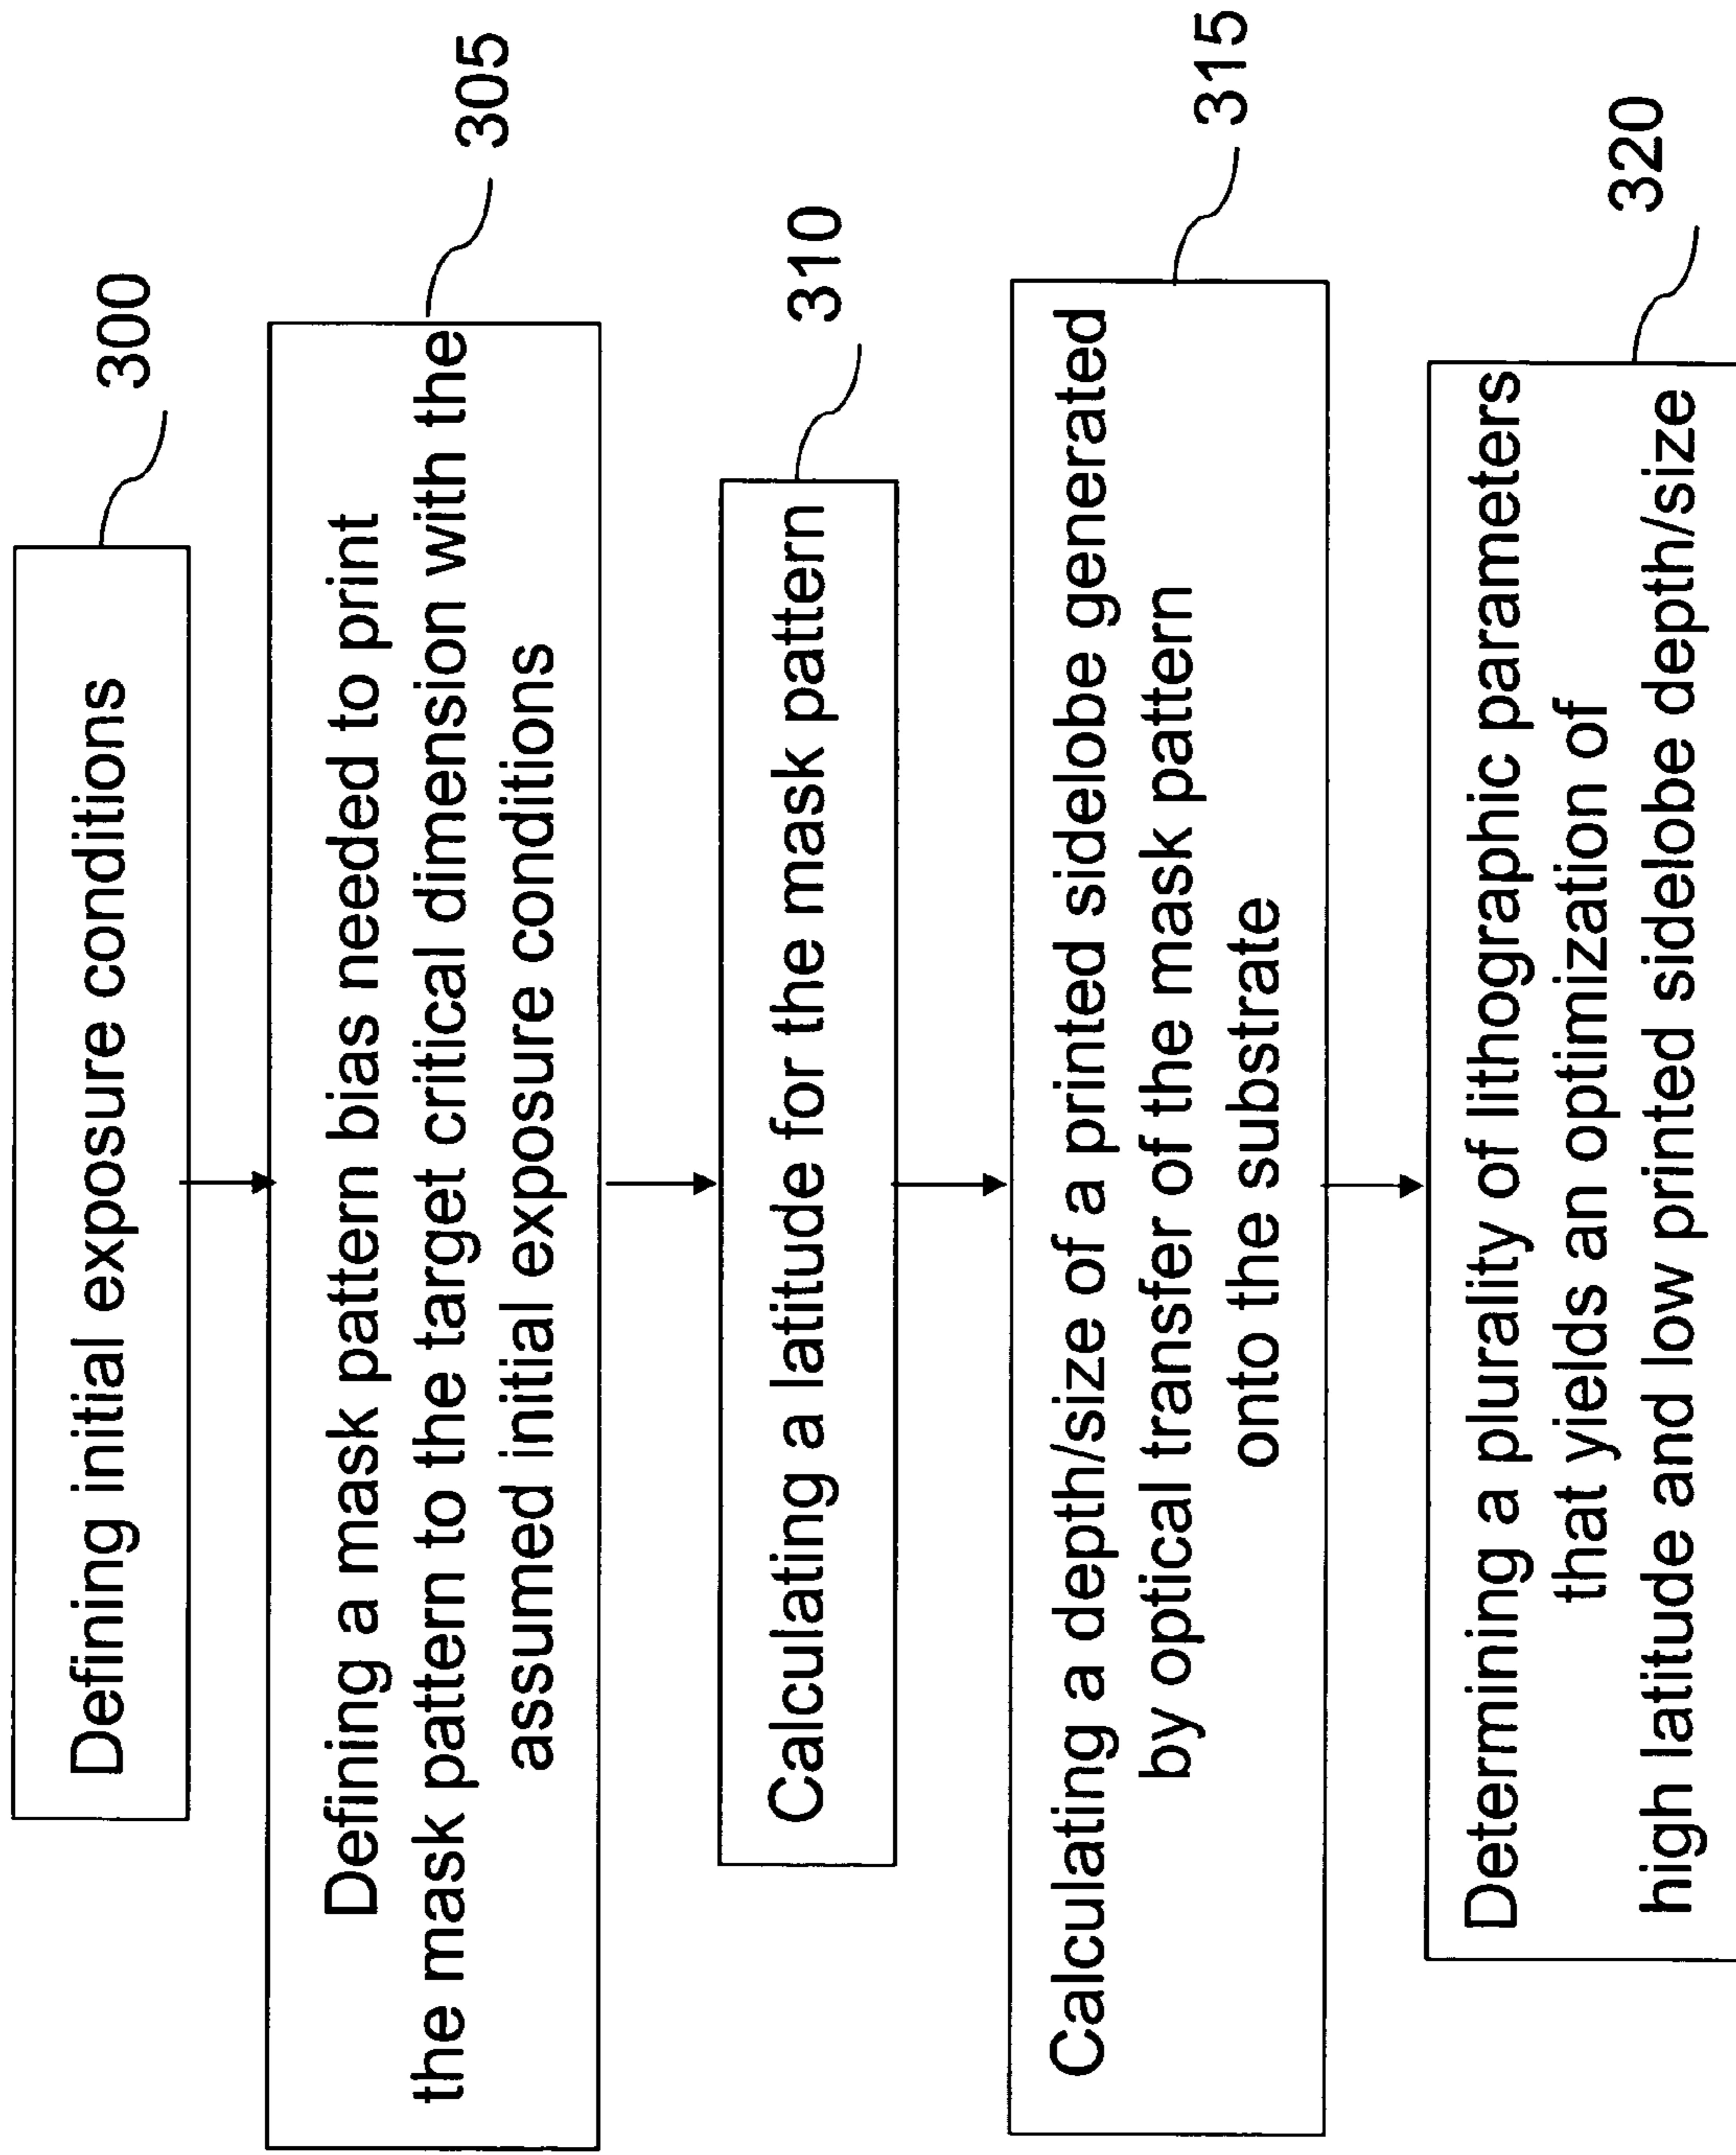 Defining initial exposure conditions
300
Defining a mask pattern bias needed to print
the mask pattern to the target critical dimension with the
assumed initial exposure conditions
305
Calculating a latitude for the mask pattern
310
Calculating a depth/size of a printed sidelobe generated
by optical transfer of the mask pattern
onto the substrate
315
Determining a plurality of lithographic parameters
that yields an optimization of
high latitude and low printed sidelobe depth/size
320